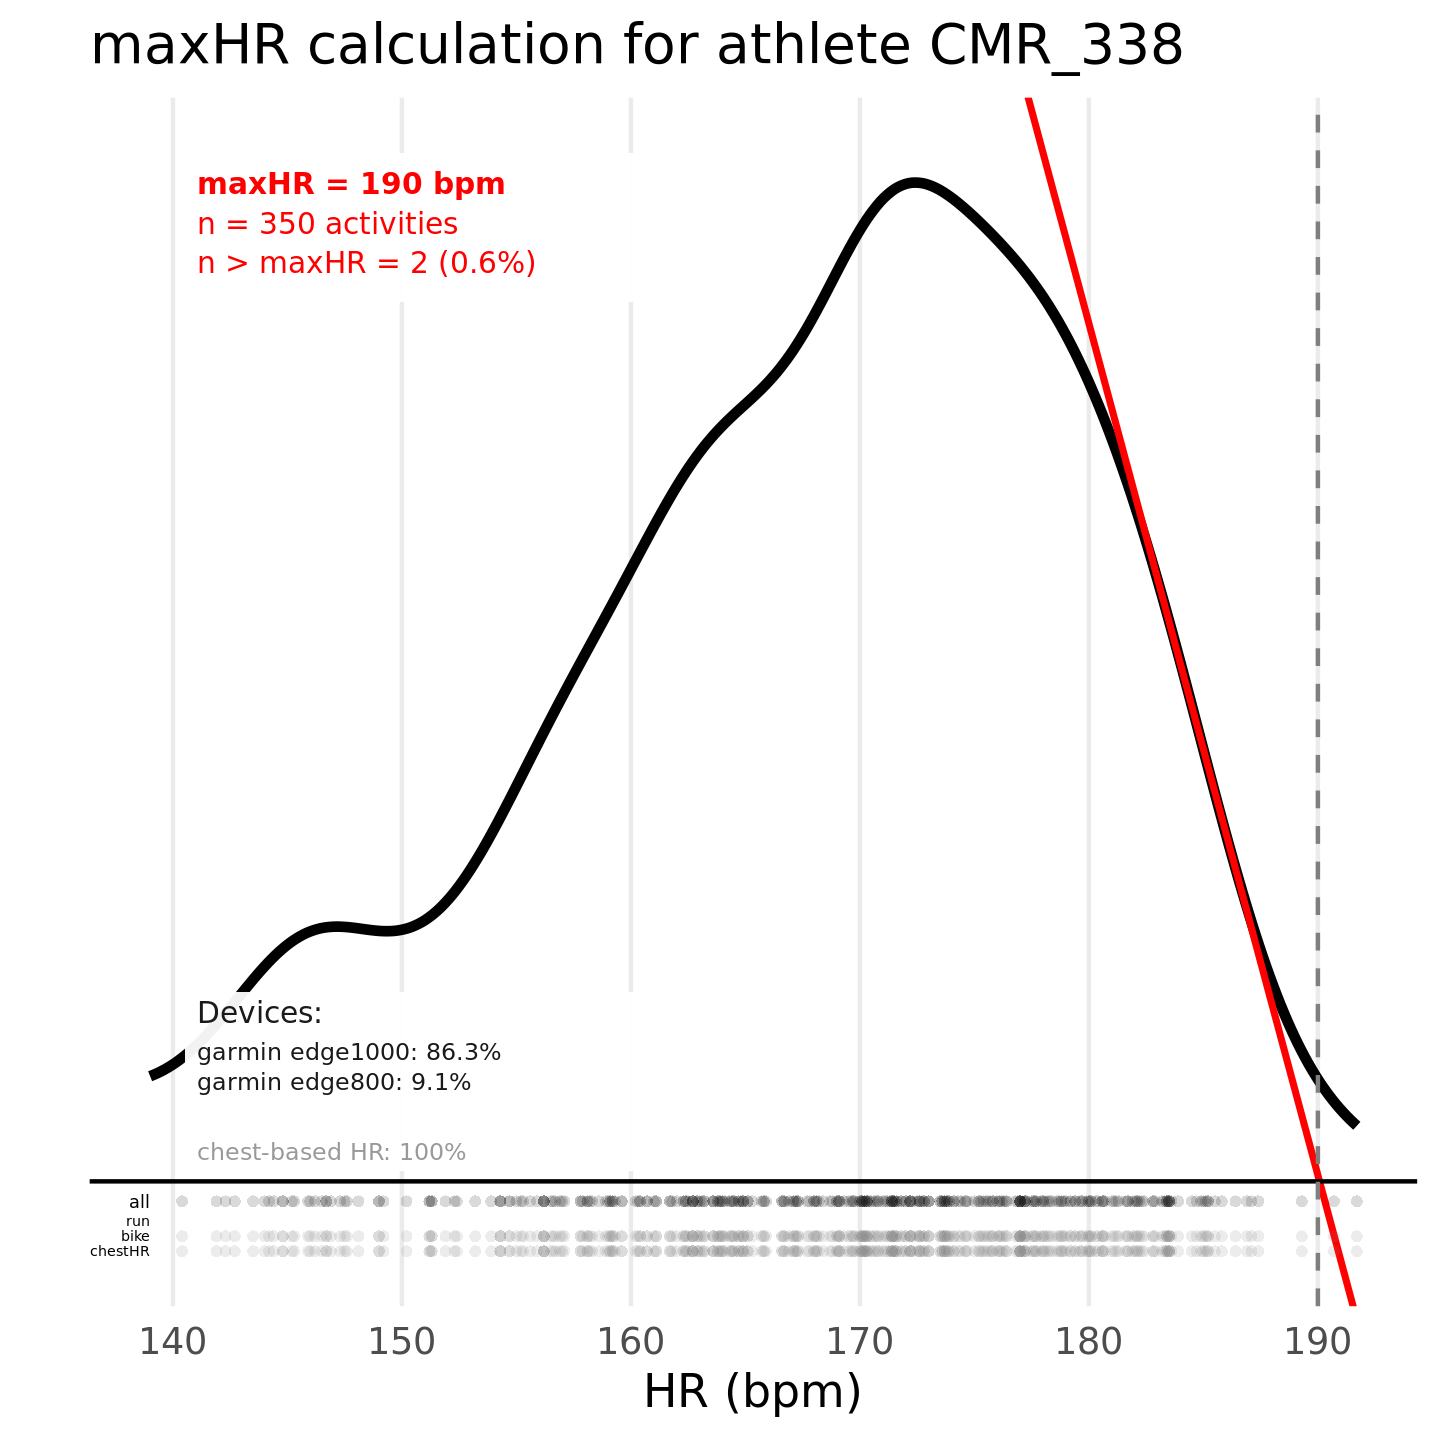 maxHR calculation for athlete CMR_338
maxHR = 190 bpm
n = 350 activities
n > maxHR = 2 (0.6%)
Devices:
garmin edge1000: 86.3%
garmin edge800: 9.1%
chest-based HR: 100%
all
run
bike
chestHR
140 150 160 170 180 190
HR (bpm)